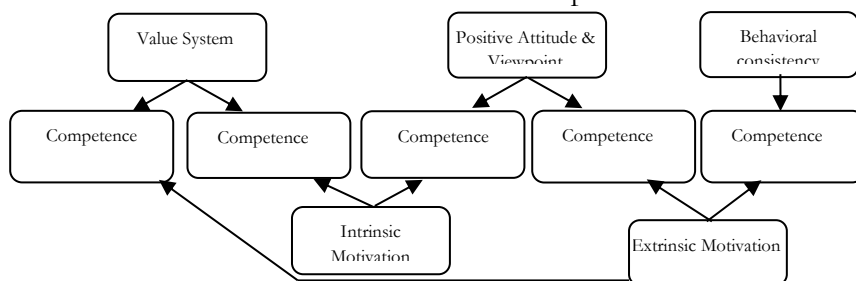 Value System
Positive Attitude &
Viewpoint
Behavioral
consistency
Competence
Competence
Competence
Competence
Competence
Intrinsic
Motivation
Extrinsic Motivation